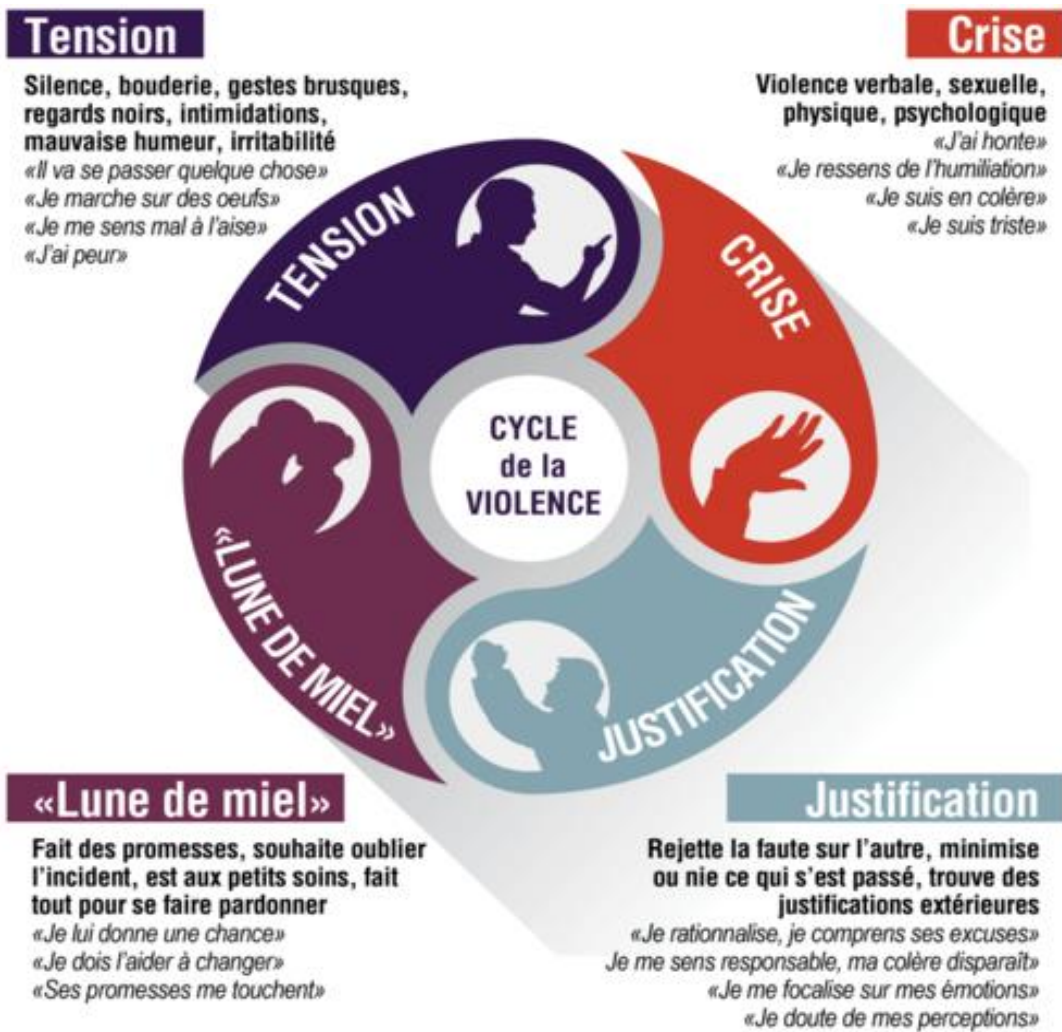 Tension
Silence, bouderie, gestes brusques,
regards noirs, intimidations,
mauvaise humeur, irritabilité
«Il va se passer quelque chose»
«Je marche sur des oeufs»
«Je me sens mal à l'aise»
«J'ai peur»
Crise
Violence verbale, sexuelle,
physique, psychologique
«J'ai honte»
«Je ressens de l'humiliation»
«Je suis en colère»
«Je suis triste»
TENSION
CRISE
CYCLE
de la
VIOLENCE
«LUNE DE MIEL»
JUSTIFICATION
«Lune de miel»
Fait des promesses, souhaite oublier
l'incident, est aux petits soins, fait
tout pour se faire pardonner
«Je lui donne une chance»
«Je dois l'aider à changer»
«Ses promesses me touchent»
Justification
Rejette la faute sur l'autre, minimise
ou nie ce qui s'est passé, trouve des
justifications extérieures
«Je rationnalise, je comprens ses excuses»
Je me sens responsable, ma colère disparaît»
«Je me focalise sur mes émotions»
«Je doute de mes perceptions»